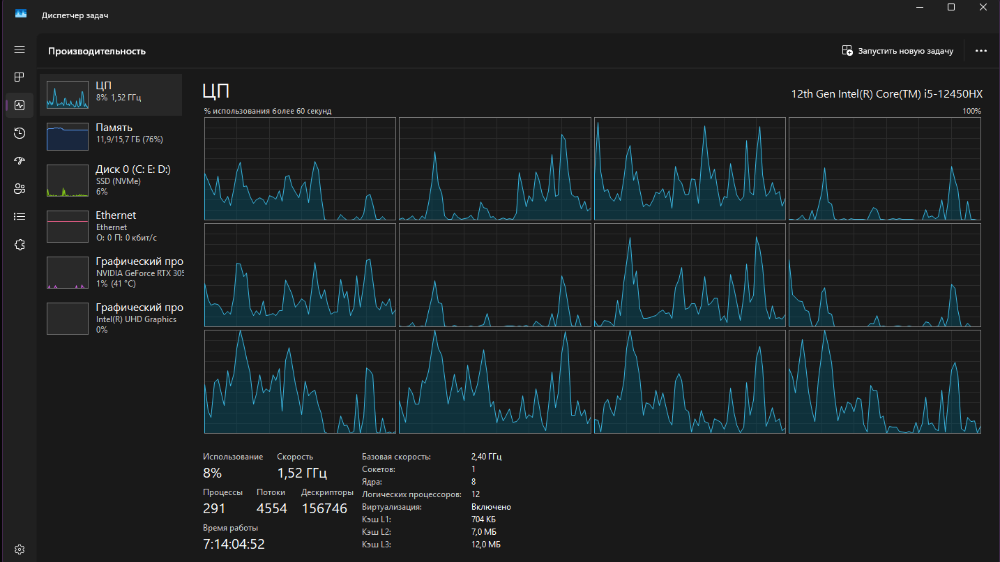 Диспетчер задач
Производительность
Запустить новую задачу
ЦП
8% 1,52 ГГц
Память
11,9/15,7 ГБ (76%)
Диск 0 (C: E: D:)
SSD (NVMe)
6%
Ethernet
Ethernet
О: 0 П: 0 кбит/с
Графический про
NVIDIA GeForce RTX 305
1% (41 °C)
Графический про
Intel(R) UHD Graphics
0%
ЦП
12th Gen Intel(R) Core(TM) i5-12450HX
% использования более 60 секунд
100%
Использование
8%
Скорость
1,52 ГГц
Процессы
291
Потоки
4554
Дескрипторы
156746
Время работы
7:14:04:52
Базовая скорость: 2,40 ГГц
Сокетов: 1
Ядра: 8
Логических процессоров: 12
Виртуализация: Включено
Кэш L1: 704 КБ
Кэш L2: 7,0 МБ
Кэш L3: 12,0 МБ